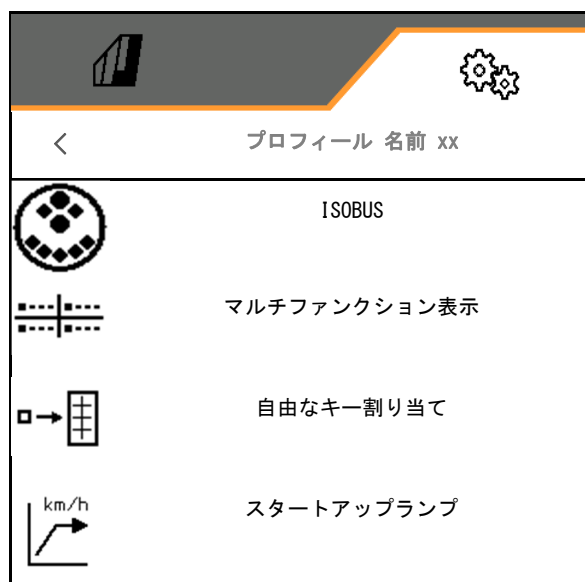 プロフィール 名前 xx
ISOBUS
マルチファンクション表示
自由なキー割り当て
km/h
スタートアップランプ